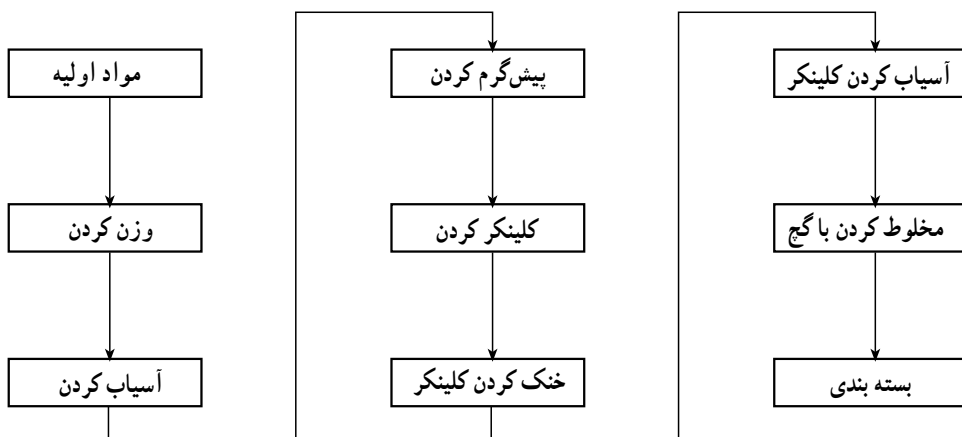 مواد اولیه
وزن کردن
آسیاب کردن
پیش‌گرم کردن
کلینکر کردن
خنک کردن کلینکر
آسیاب کردن کلینکر
مخلوط کردن با گچ
بسته بندی